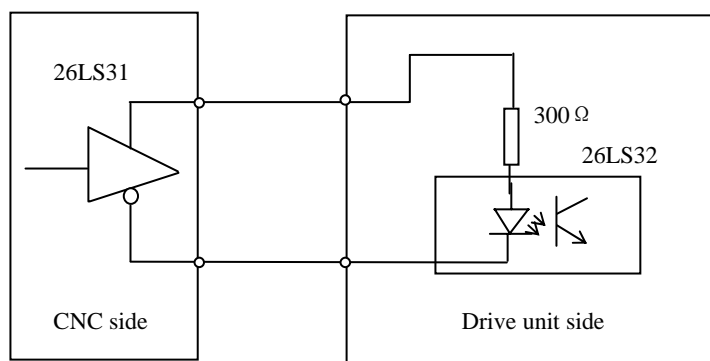 26LS31
300Ω
26LS32
CNC side
Drive unit side